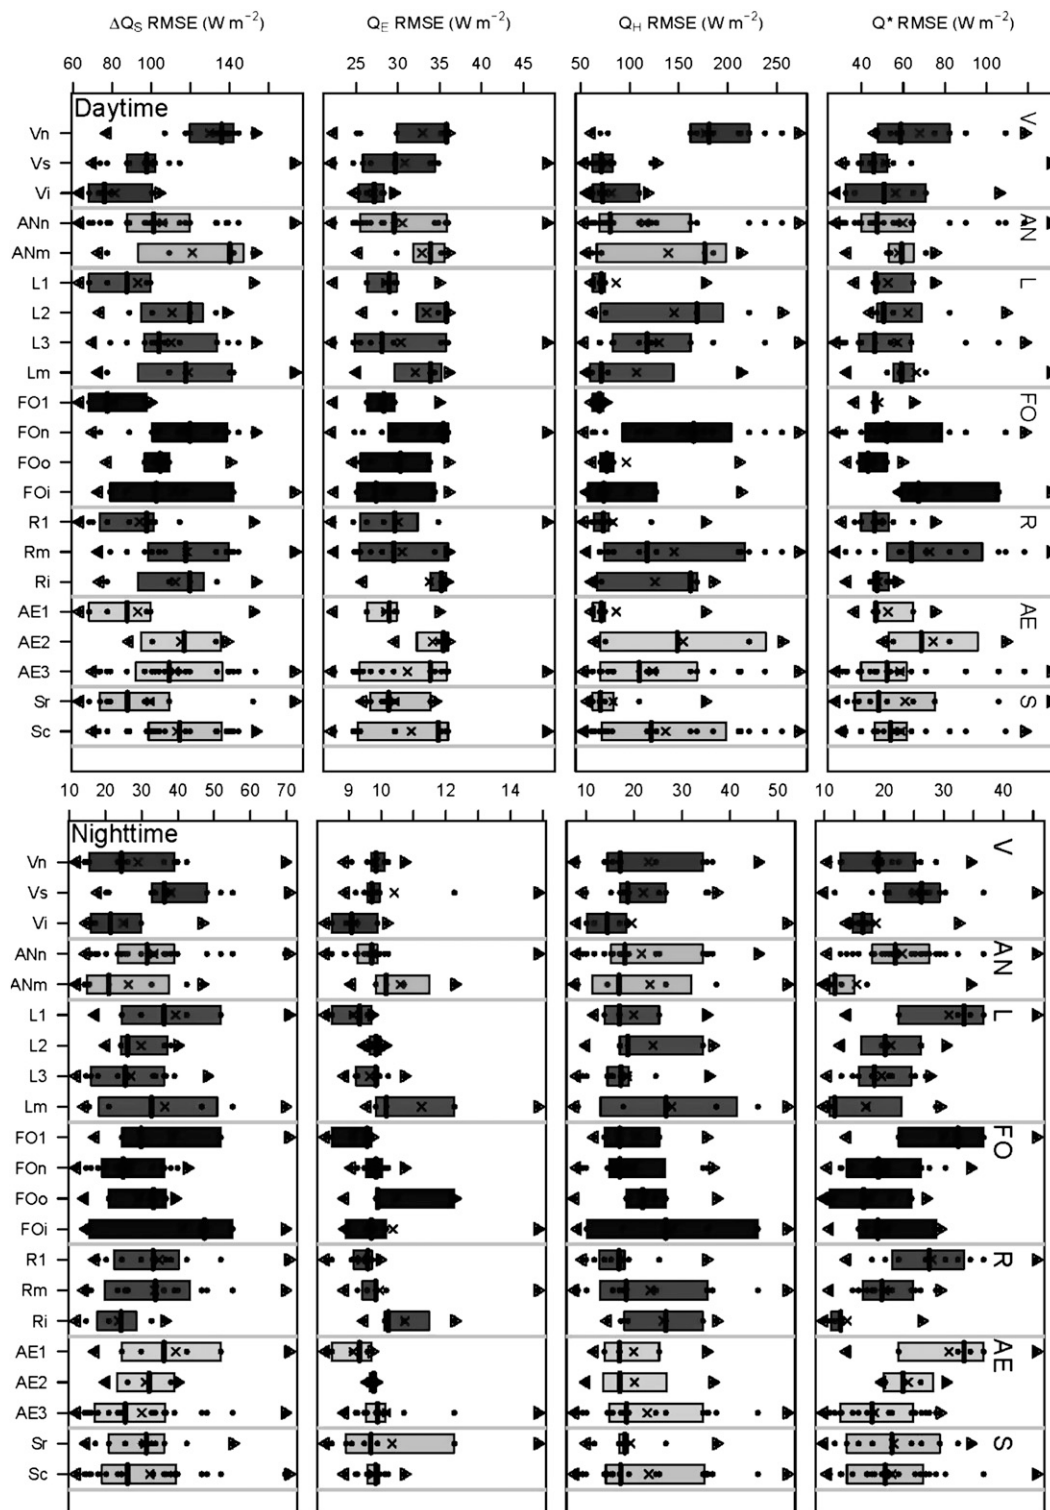 ΔQS RMSE (W m−2) QE RMSE (W m−2) QH RMSE (W m−2) Q* RMSE (W m−2)
60 100 140 25 30 35 40 45 50 100 150 200 250 40 60 80 100
Daytime
Vn V
Vs
Vi
ANn AN
ANm
L1 L
L2
L3
Lm
FO1 FO
FOn
FOo
FOi
R1 R
Rm
Ri
AE1 AE
AE2
AE3
Sr S
Sc
10 20 30 40 50 60 70 9 10 12 14 10 20 30 40 50 10 20 30 40
Nighttime
Vn V
Vs
Vi
ANn AN
ANm
L1 L
L2
L3
Lm
FO1 FO
FOn
FOo
FOi
R1 R
Rm
Ri
AE1 AE
AE2
AE3
Sr S
Sc